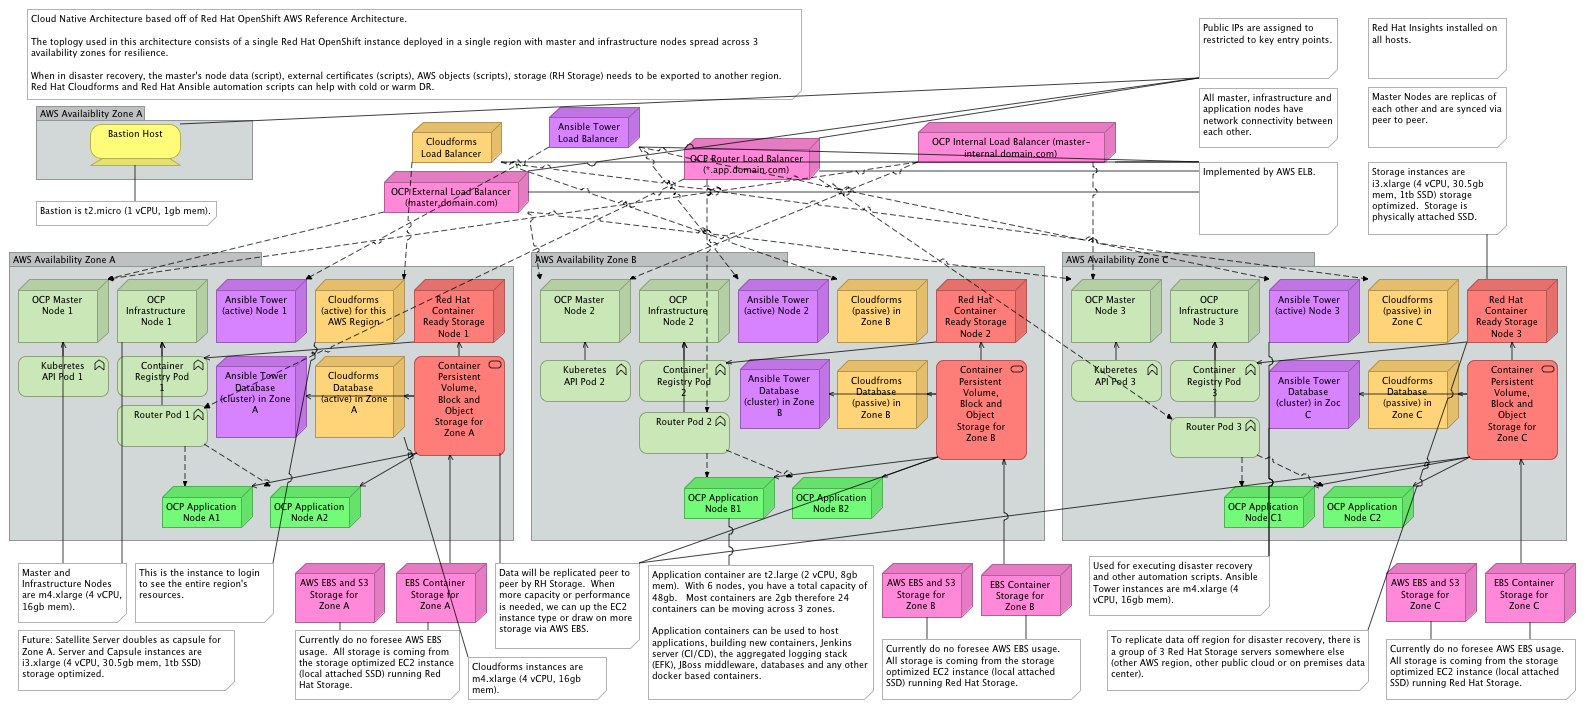 Cloud Native Architecture based off of Red Hat OpenShift AWS Reference Architecture.
The toplogy used in this architecture consists of a single Red Hat OpenShift instance deployed in a single region with master and infrastructure nodes spread across 3
availability zones for resilience.
When in disaster recovery, the master's node data (script), external certificates (scripts), AWS objects (scripts), storage (RH Storage) needs to be exported to another region.
Red Hat Cloudforms and Red Hat Ansible automation scripts can help with cold or warm DR.
Public IPs are assigned to
restricted to key entry points.
Red Hat Insights installed on
all hosts.
All master, infrastructure and
application nodes have
network connectivity between
each other.
Master Nodes are replicas of
each other and are synced via
peer to peer.
AWS Availaiblity Zone A
Bastion Host
Bastion is t2.micro (1 vCPU, 1gb mem).
Cloudforms
Load Balancer
Ansible Tower
Load Balancer
OCP Router Load Balancer
(*.app.domain.com)
OCP Internal Load Balancer (master-
internal.domain.com)
OCP External Load Balancer
(master.domain.com)
Implemented by AWS ELB.
Storage instances are
i3.xlarge (4 vCPU, 30.5gb
mem, 1tb SSD) storage
optimized.  Storage is
physically attached SSD.
AWS Availability Zone A
OCP Master
Node 1
OCP
Infrastructure
Node 1
Ansible Tower
(active) Node 1
Cloudforms
(active) for this
AWS Region
Red Hat
Container
Ready Storage
Node 1
Kuberetes
API Pod 1
Container
Registry Pod
1
Router Pod 1
Ansible Tower
Database
(cluster) in Zone
A
Cloudforms
Database
(active) in Zone
A
Container
Persistent
Volume,
Block and
Object
Storage for
Zone A
OCP Application
Node A1
OCP Application
Node A2
AWS Availability Zone B
OCP Master
Node 2
OCP
Infrastructure
Node 2
Ansible Tower
(active) Node 2
Cloudforms
(passive) in
Zone B
Red Hat
Container
Ready Storage
Node 2
Kuberetes
API Pod 2
Container
Registry Pod
2
Router Pod 2
Ansible Tower
Database
(cluster) in Zone
B
Cloudfroms
Database
(passive) in
Zone B
Container
Persistent
Volume,
Block and
Object
Storage for
Zone B
OCP Application
Node B1
OCP Application
Node B2
AWS Availability Zone C
OCP Master
Node 3
OCP
Infrastructure
Node 3
Ansible Tower
(active) Node 3
Cloudforms
(passive) in
Zone C
Red Hat
Container
Ready Storage
Node 3
Kuberetes
API Pod 3
Container
Registry Pod
3
Router Pod 3
Ansible Tower
Database
(cluster) in Zoc
C
Cloudforms
Database
(passive) in
Zone C
Container
Persistent
Volume,
Block and
Object
Storage for
Zone C
OCP Application
Node C1
OCP Application
Node C2
Master and
Infrastructure Nodes
are m4.xlarge (4 vCPU,
16gb mem).
This is the instance to login
to see the entire region's
resources.
AWS EBS and S3
Storage for
Zone A
EBS Container
Storage for
Zone A
Data will be replicated peer to
peer by RH Storage.  When
more capacity or performance
is needed, we can up the EC2
instance type or draw on more
storage via AWS EBS.
Application container are t2.large (2 vCPU, 8gb
mem).  With 6 nodes, you have a total capacity of
48gb.   Most containers are 2gb therefore 24
containers can be moving across 3 zones.
Application containers can be used to host
applications, building new containers, Jenkins
server (CI/CD), the aggregated logging stack
(EFK), JBoss middleware, databases and any other
docker based containers.
AWS EBS and S3
Storage for
Zone B
EBS Container
Storage for
Zone B
Used for executing disaster recovery
and other automation scripts. Ansible
Tower instances are m4.xlarge (4
vCPU, 16gb mem).
AWS EBS and S3
Storage for
Zone C
EBS Container
Storage for
Zone C
Future: Satellite Server doubles as capsule for
Zone A. Server and Capsule instances are
i3.xlarge (4 vCPU, 30.5gb mem, 1tb SSD)
storage optimized.
Currently do no foresee AWS EBS
usage.  All storage is coming from
the storage optimized EC2 instance
(local attached SSD) running Red
Hat Storage.
Cloudforms instances are
m4.xlarge (4 vCPU, 16gb
mem).
Currently do no foresee AWS EBS usage.
All storage is coming from the storage
optimized EC2 instance (local attached
SSD) running Red Hat Storage.
To replicate data off region for disaster recovery, there is
a group of 3 Red Hat Storage servers somewhere else
(other AWS region, other public cloud or on premises data
center).
Currently do no foresee AWS EBS usage.
All storage is coming from the storage
optimized EC2 instance (local attached
SSD) running Red Hat Storage.